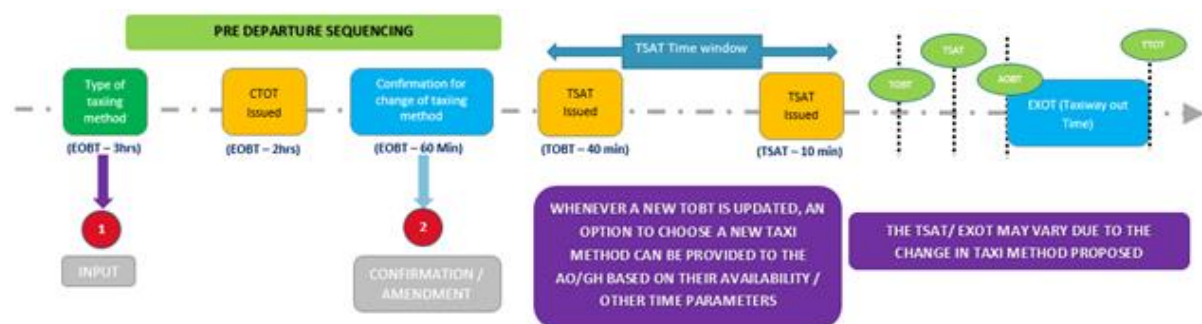 PRE DEPARTURE SEQUENCING
TSAT Time window
Type of
taxiing
method
(EOBT – 3hrs)
CTOT
Issued
(EOBT – 2hrs)
Confirmation for
change of taxiing
method
(EOBT – 60 Min)
TSAT
Issued
(TOBT – 40 min)
TSAT
Issued
(TSAT – 10 min)
TOBT
TSAT
AOBT
TTOT
EXOT (Taxiway out
Time)
1
INPUT
2
CONFIRMATION /
AMENDMENT
WHENEVER A NEW TOBT IS UPDATED, AN
OPTION TO CHOOSE A NEW TAXI
METHOD CAN BE PROVIDED TO THE
AO/GH BASED ON THEIR AVAILABILITY /
OTHER TIME PARAMETERS
THE TSAT/ EXOT MAY VARY DUE TO THE
CHANGE IN TAXI METHOD PROPOSED